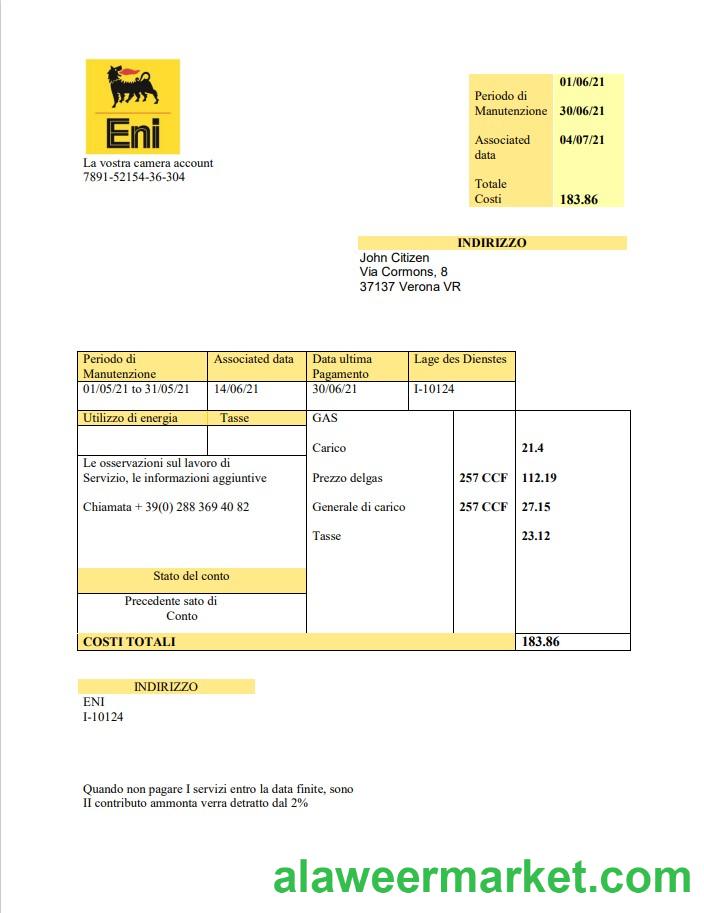 Eni
La vostra camera account
7891-52154-36-304
01/06/21
Periodo di
Manutenzione 30/06/21
Associated 04/07/21
data
Totale
Costi 183.86
INDIRIZZO
John Citizen
Via Cormons, 8
37137 Verona VR
Periodo di Associated data Data ultima Lage des Dienstes
Manutenzione Pagamento
01/05/21 to 31/05/21 14/06/21 30/06/21 I-10124
Utilizzo di energia Tasse GAS
Carico 21.4
Le osservazioni sul lavoro di
Servizio, le informazioni aggiuntive Prezzo delgas 257 CCF 112.19
Chiamata + 39(0) 288 369 40 82 Generale di carico 257 CCF 27.15
Tasse 23.12
Stato del conto
Precedente sato di
Conto
COSTI TOTALI 183.86
INDIRIZZO
ENI
I-10124
Quando non pagare I servizi entro la data finite, sono
II contributo ammonta verra detratto dal 2%
alaweermarket.com